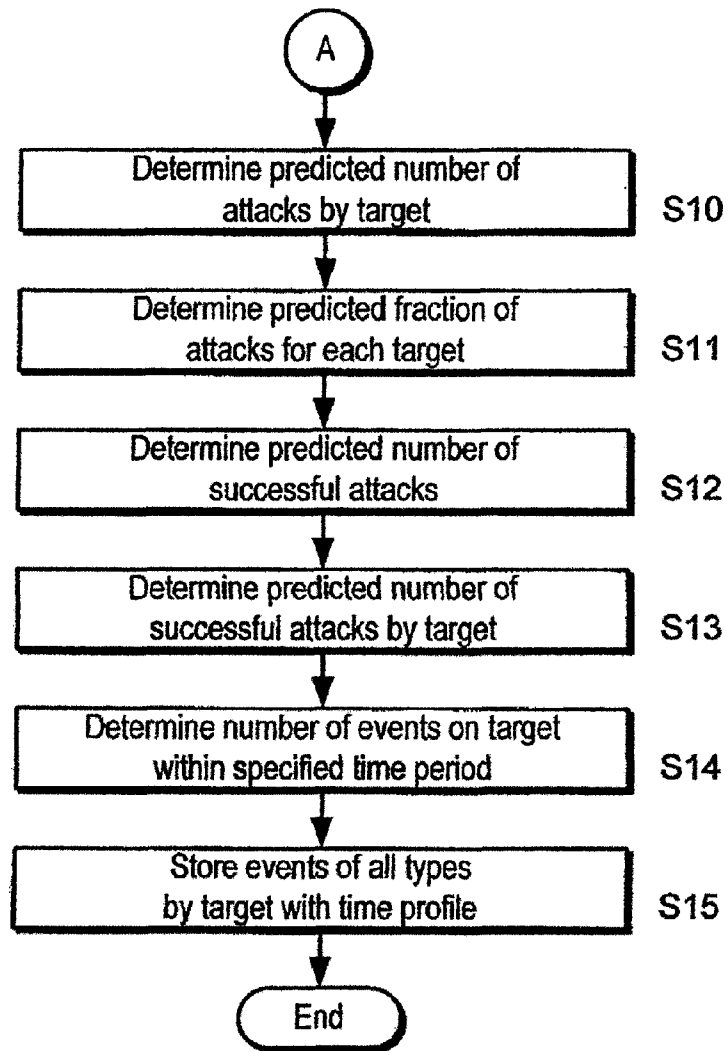 A
Determine predicted number of
attacks by target
S10
Determine predicted fraction of
attacks for each target
S11
Determine predicted number of
successful attacks
S12
Determine predicted number of
successful attacks by target
S13
Determine number of events on target
within specified time period
S14
Store events of all types
by target with time profile
S15
End